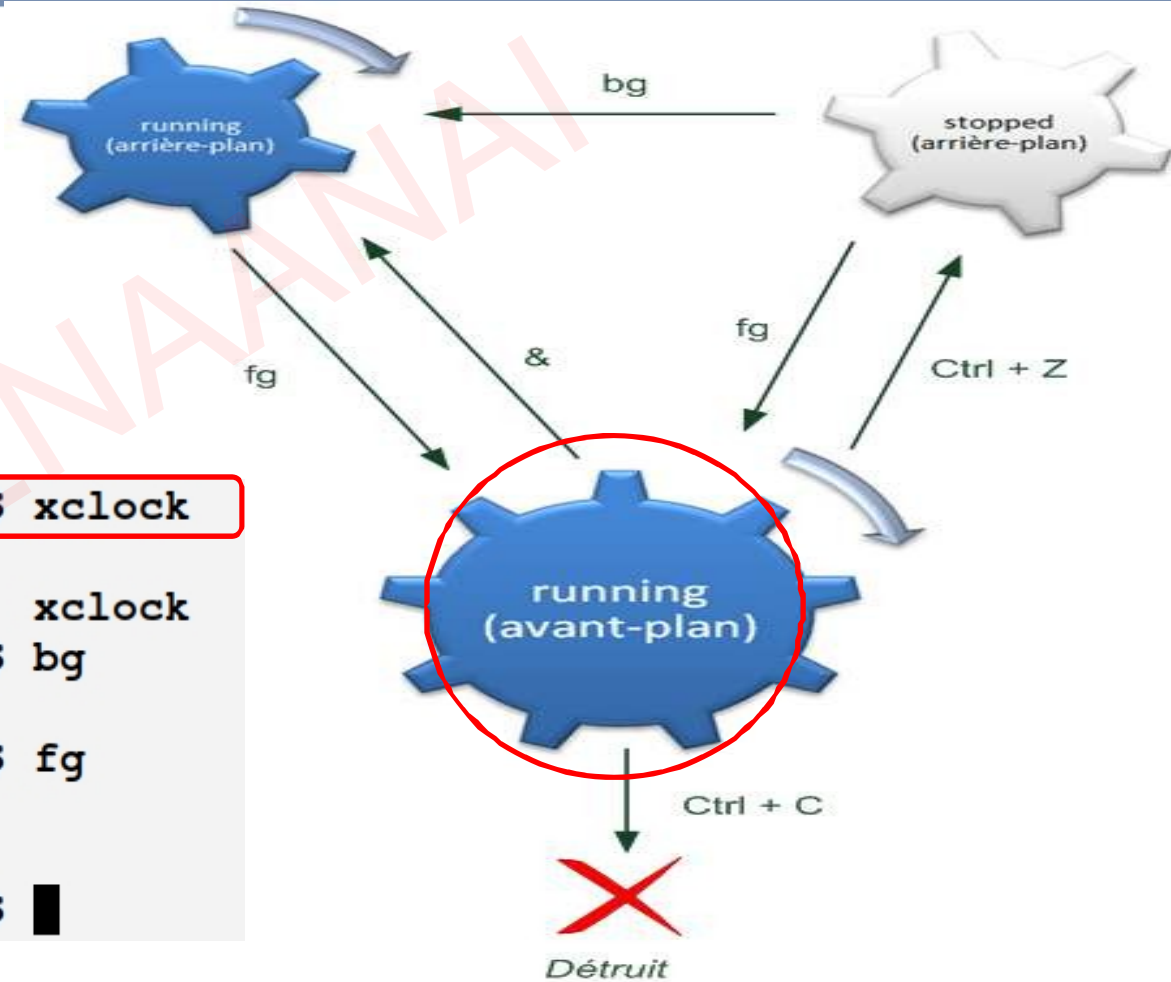 bg
running
(arrière-plan)
stopped
(arrière-plan)
fg
&
fg
Ctrl + Z
$ xclock
xclock
$ bg
$ fg
$
running
(avant-plan)
Ctrl + C
Détruit
NAANAI